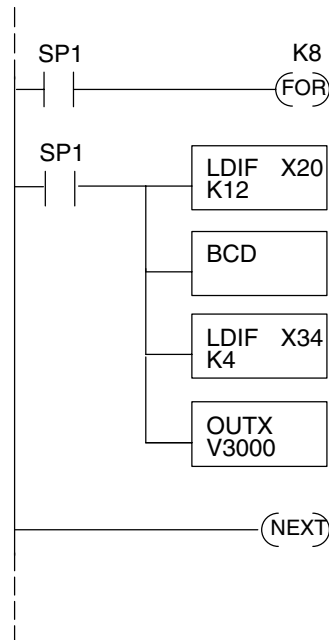 SP1
K8
(FOR)
SP1
LDIF X20
K12
BCD
LDIF X34
K4
OUTX
V3000
(NEXT)